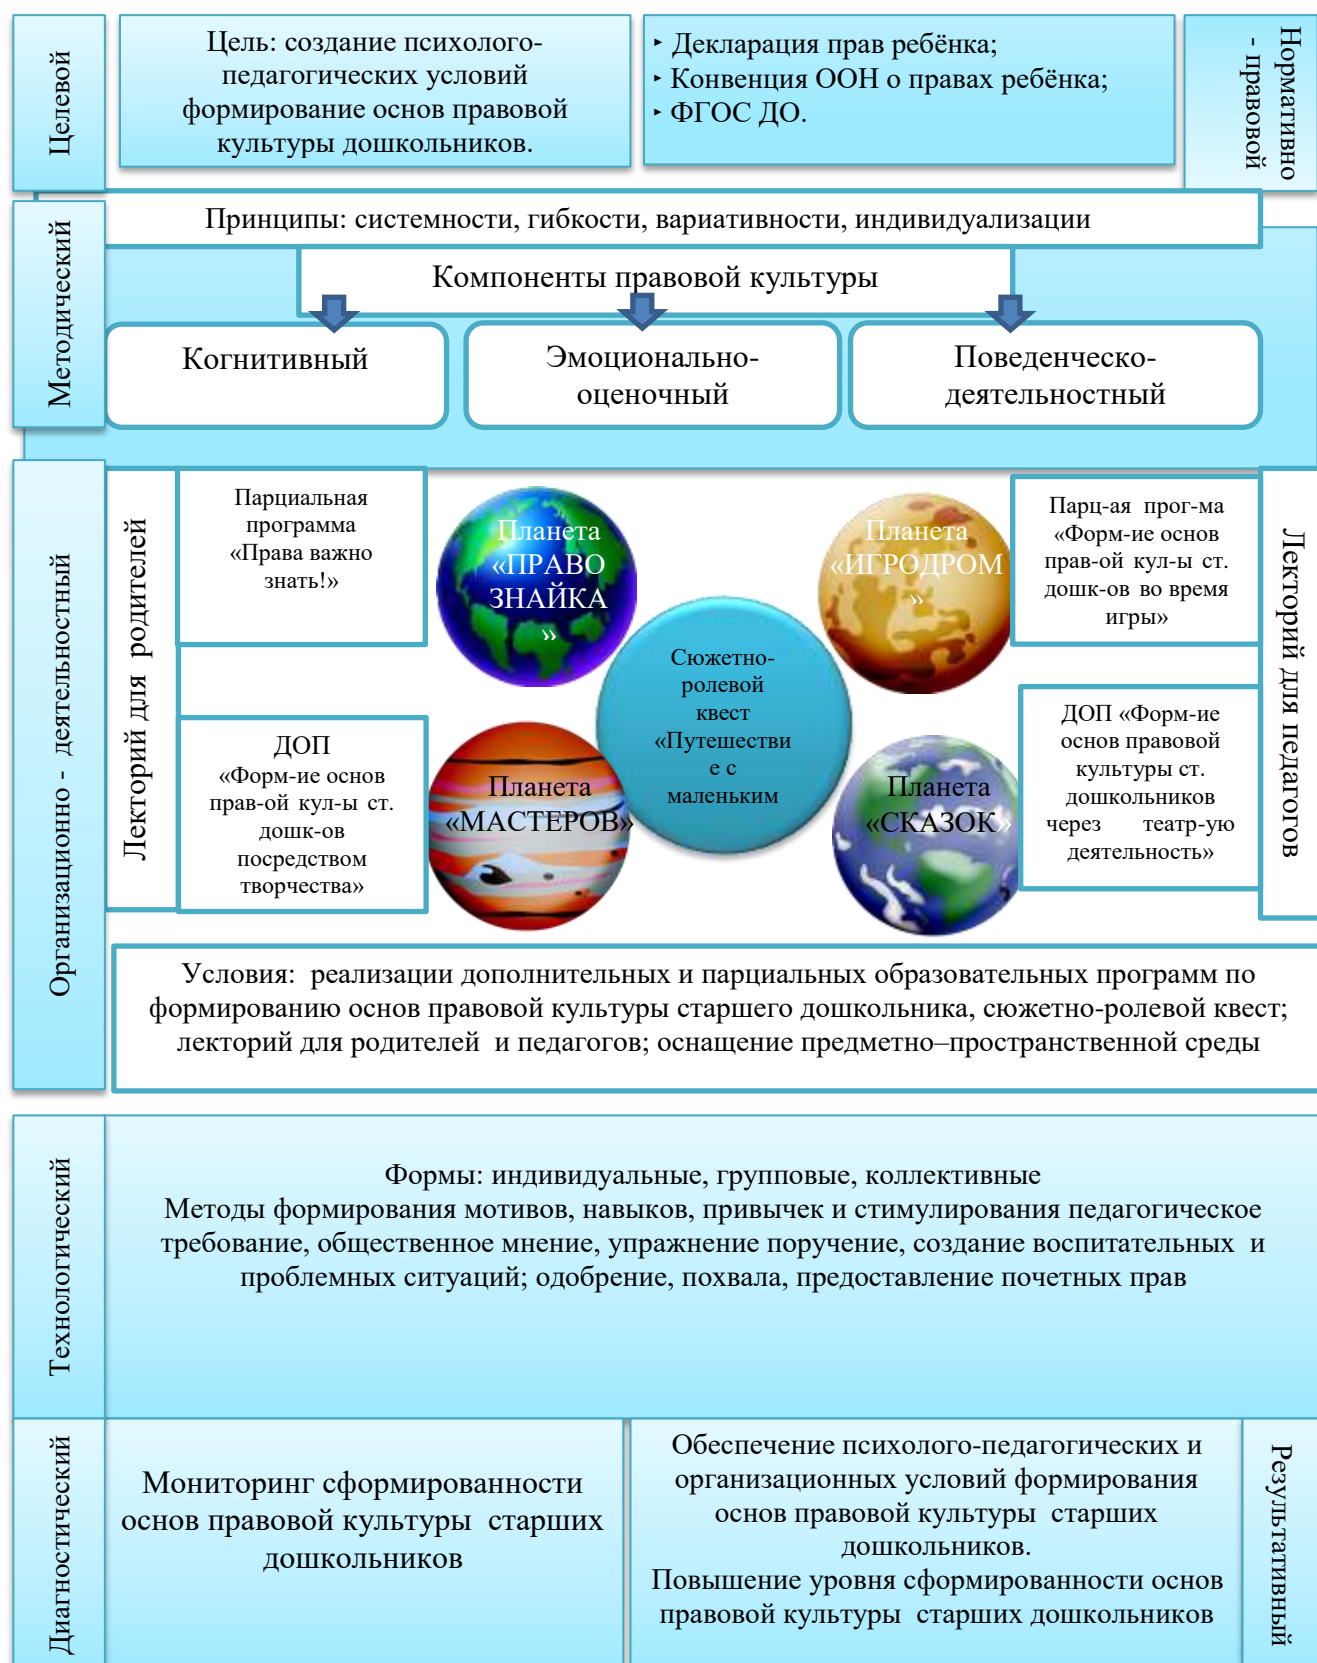 Целевой
Цель: создание психолого-
педагогических условий
формирование основ правовой
культуры дошкольников.
‣ Декларация прав ребёнка;
‣ Конвенция ООН о правах ребёнка;
‣ ФГОС ДО.
Нормативно
- правовой
Методический
Принципы: системности, гибкости, вариативности, индивидуализации
Компоненты правовой культуры
Когнитивный
Эмоционально-
оценочный
Поведенческо-
деятельностный
Организационно - деятельностный
Лекторий для родителей
Парциальная
программа
«Права важно
знать!»
ДОП
«Форм-ие основ
прав-ой кул-ы ст.
дошк-ов
посредством
творчества»
Планета
«ПРАВО
ЗНАЙКА
»
Планета
«МАСТЕРОВ»
Сюжетно-
ролевой
квест
«Путешестви
е с
маленьким
Планета
«ИГРОДРОМ
»
Планета
«СКАЗОК»
Парц-ая прог-ма
«Форм-ие основ
прав-ой кул-ы ст.
дошк-ов во время
игры»
ДОП «Форм-ие
основ правовой
культуры ст.
дошкольников
через театр-ую
деятельность»
Лекторий для педагогов
Условия: реализации дополнительных и парциальных образовательных программ по
формированию основ правовой культуры старшего дошкольника, сюжетно-ролевой квест;
лекторий для родителей и педагогов; оснащение предметно–пространственной среды
Технологический
Формы: индивидуальные, групповые, коллективные
Методы формирования мотивов, навыков, привычек и стимулирования педагогическое
требование, общественное мнение, упражнение поручение, создание воспитательных и
проблемных ситуаций; одобрение, похвала, предоставление почетных прав
Диагностический
Мониторинг сформированности
основ правовой культуры старших
дошкольников
Обеспечение психолого-педагогических и
организационных условий формирования
основ правовой культуры старших
дошкольников.
Повышение уровня сформированности основ
правовой культуры старших дошкольников
Результативный